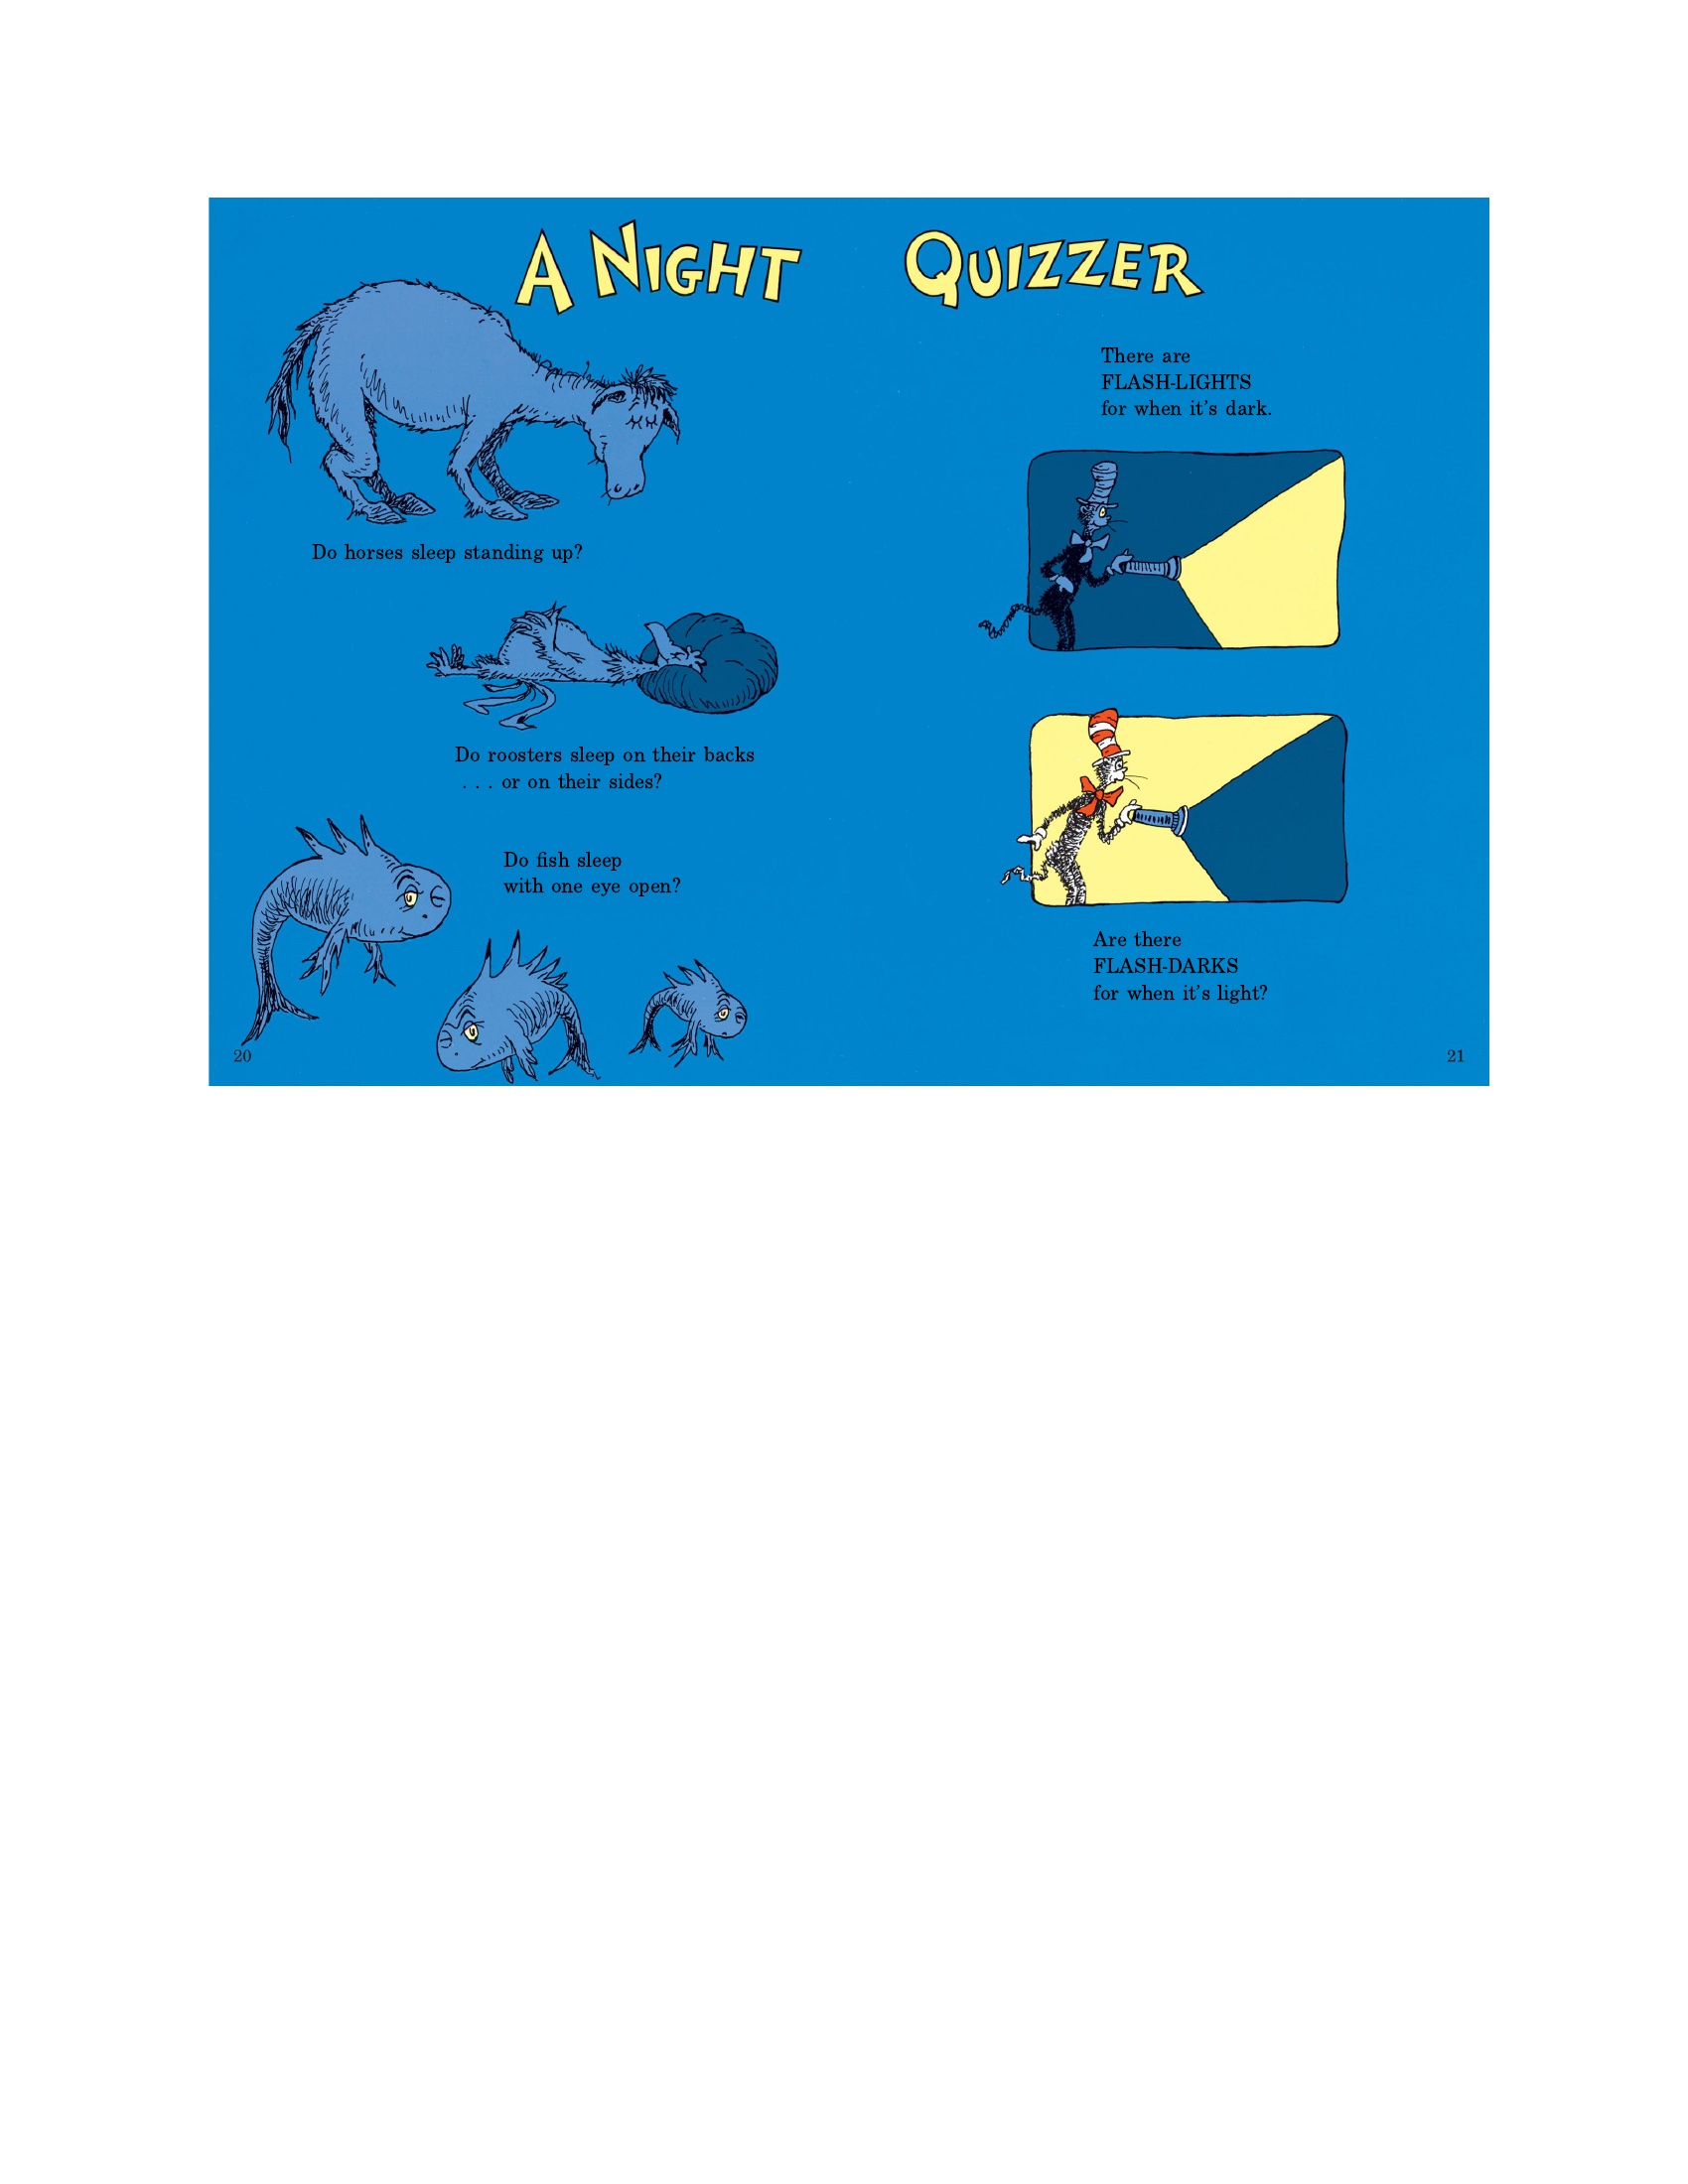 A NIGHT QUIZZER
Do horses sleep standing up?
Do roosters sleep on their backs
. . . or on their sides?
Do fish sleep
with one eye open?
20
There are
FLASH-LIGHTS
for when it's dark.
Are there
FLASH-DARKS
for when it's light?
21